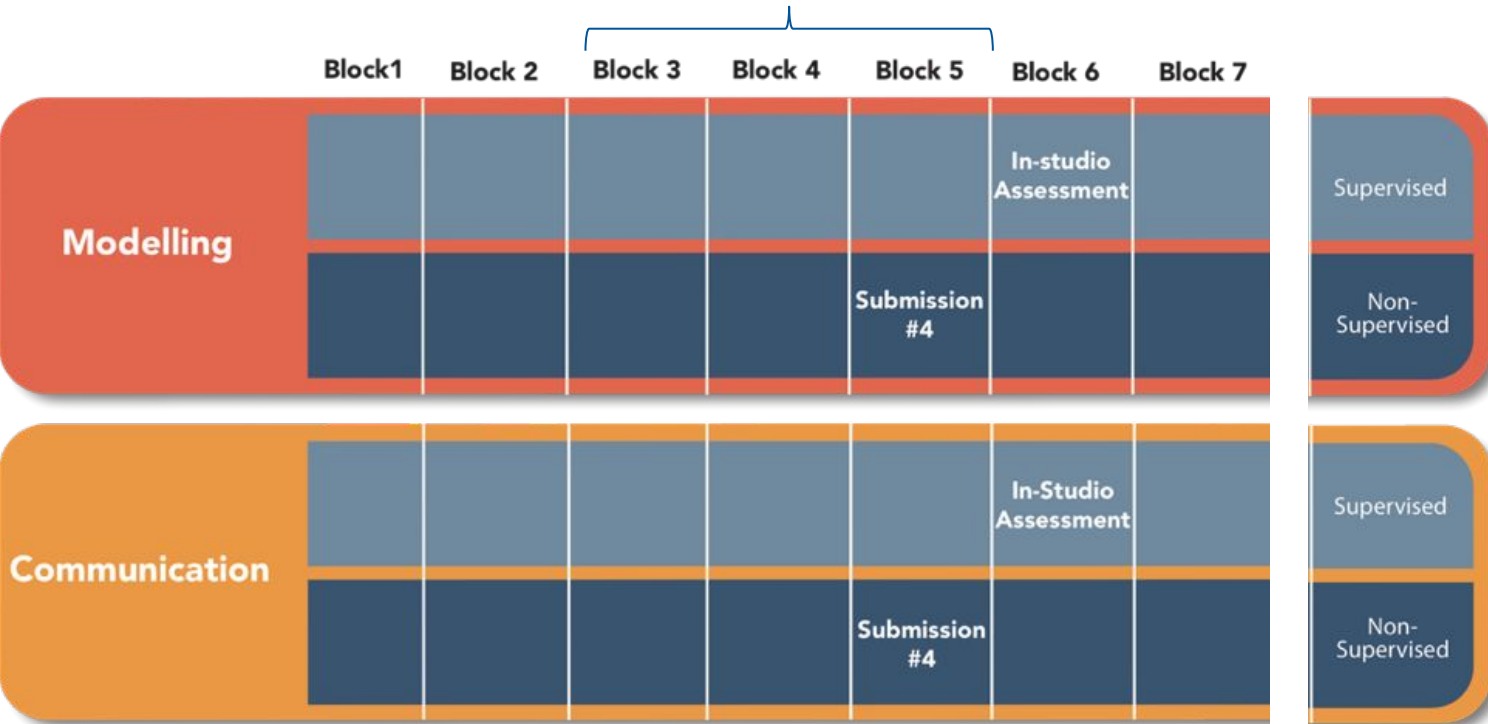 Block1 Block 2 Block 3 Block 4 Block 5 Block 6 Block 7
Modelling
In-studio
Assessment
Supervised
Submission
#4
Non-
Supervised
Communication
In-Studio
Assessment
Supervised
Submission
#4
Non-
Supervised